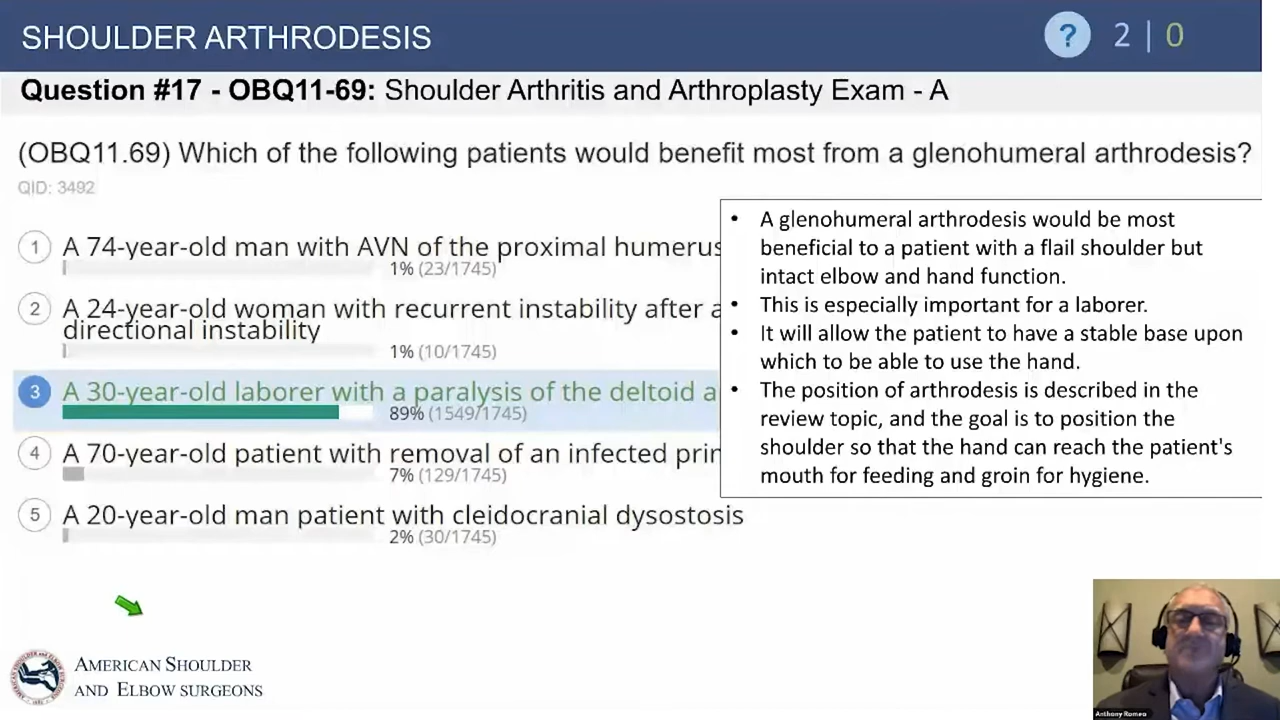 SHOULDER ARTHRODESIS
? 2 | 0
Question #17 - OBQ11-69: Shoulder Arthritis and Arthroplasty Exam - A
(OBQ11.69) Which of the following patients would benefit most from a glenohumeral arthrodesis?
QID: 3492
1 A 74-year-old man with AVN of the proximal humerus
1% (23/1745)
2 A 24-year-old woman with recurrent instability after a
directional instability
1% (10/1745)
3 A 30-year-old laborer with a paralysis of the deltoid a
89% (1549/1745)
4 A 70-year-old patient with removal of an infected prin
7% (129/1745)
5 A 20-year-old man patient with cleidocranial dysostosis
2% (30/1745)
• A glenohumeral arthrodesis would be most
beneficial to a patient with a flail shoulder but
intact elbow and hand function.
• This is especially important for a laborer.
• It will allow the patient to have a stable base upon
which to be able to use the hand.
• The position of arthrodesis is described in the
review topic, and the goal is to position the
shoulder so that the hand can reach the patient's
mouth for feeding and groin for hygiene.
AMERICAN SHOULDER
AND ELBOW SURGEONS
Anthony Romeo